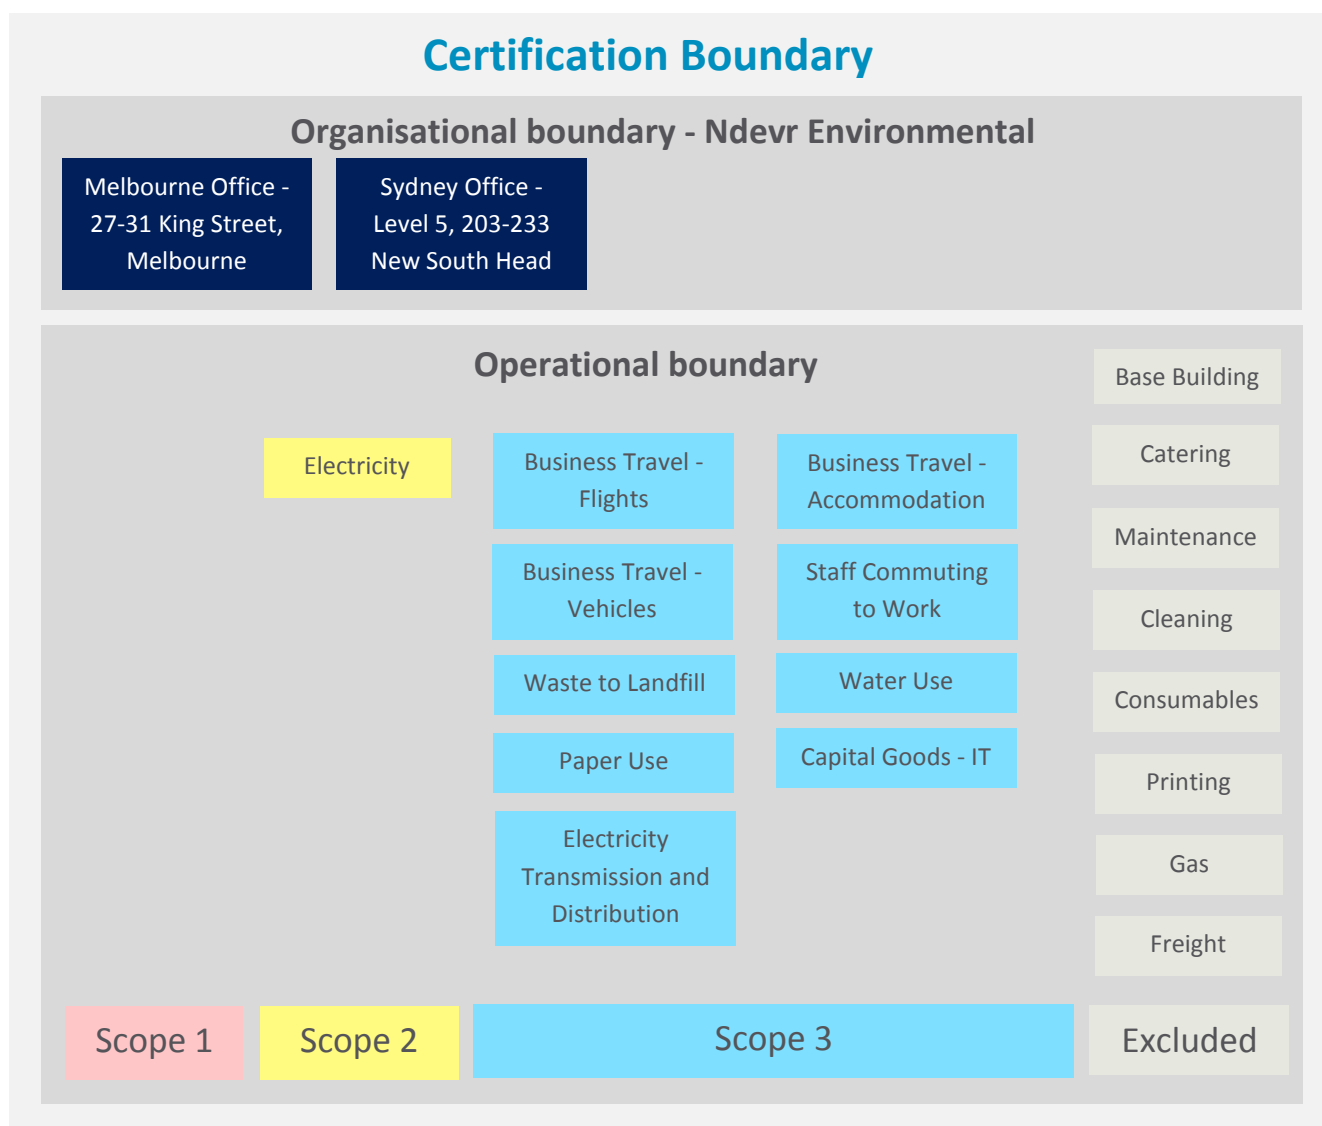 Certification Boundary
Organisational boundary - Ndevr Environmental
Melbourne Office -
27-31 King Street,
Melbourne
Sydney Office -
Level 5, 203-233
New South Head
Operational boundary
Electricity
Business Travel -
Flights
Business Travel -
Vehicles
Waste to Landfill
Paper Use
Electricity
Transmission and
Distribution
Business Travel -
Accommodation
Staff Commuting
to Work
Water Use
Capital Goods - IT
Base Building
Catering
Maintenance
Cleaning
Consumables
Printing
Gas
Freight
Scope 1
Scope 2
Scope 3
Excluded